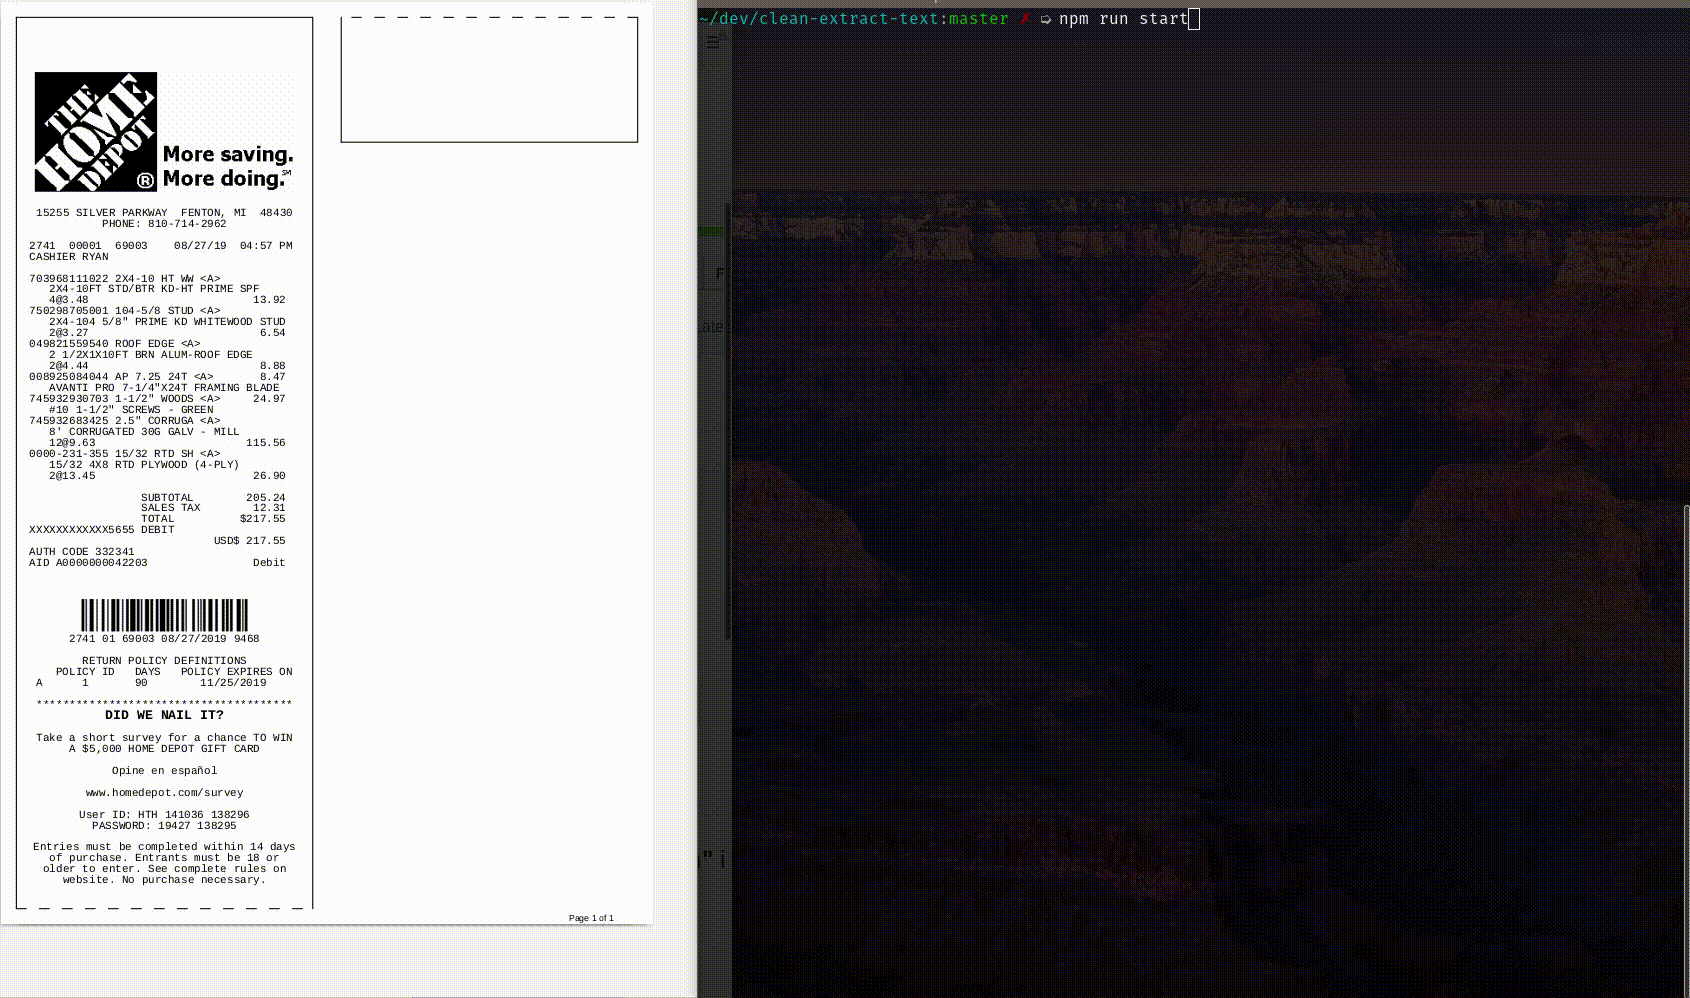 THE
HOME
DEPOT
®
More saving.
More doing.℠
15255 SILVER PARKWAY  FENTON, MI  48430
PHONE: 810-714-2962
2741  00001  69003    08/27/19  04:57 PM
CASHIER RYAN
703968111022 2X4-10 HT WW <A>
2X4-10FT STD/BTR KD-HT PRIME SPF
4@3.48                        13.92
750298705001 104-5/8 STUD <A>
2X4-104 5/8" PRIME KD WHITEWOOD STUD
2@3.27                         6.54
049821559540 ROOF EDGE <A>
2 1/2X1X10FT BRN ALUM-ROOF EDGE
2@4.44                         8.88
008925084044 AP 7.25 24T <A>       8.47
AVANTI PRO 7-1/4"X24T FRAMING BLADE
745932930703 1-1/2" WOODS <A>     24.97
#10 1-1/2" SCREWS - GREEN
745932683425 2.5" CORRUGA <A>
8' CORRUGATED 30G GALV - MILL
12@9.63                      115.56
0000-231-355 15/32 RTD SH <A>
15/32 4X8 RTD PLYWOOD (4-PLY)
2@13.45                       26.90
SUBTOTAL        205.24
SALES TAX        12.31
TOTAL          $217.55
XXXXXXXXXXXX5655 DEBIT
USD$ 217.55
AUTH CODE 332341
AID A0000000042203                Debit
2741 01 69003 08/27/2019 9468
RETURN POLICY DEFINITIONS
POLICY ID   DAYS   POLICY EXPIRES ON
A      1       90        11/25/2019
***************************************
DID WE NAIL IT?
Take a short survey for a chance TO WIN
A $5,000 HOME DEPOT GIFT CARD
Opine en español
www.homedepot.com/survey
User ID: HTH 141036 138296
PASSWORD: 19427 138295
Entries must be completed within 14 days
of purchase. Entrants must be 18 or
older to enter. See complete rules on
website. No purchase necessary.
Page 1 of 1
~/dev/clean-extract-text:master ✗ ➭ npm run start